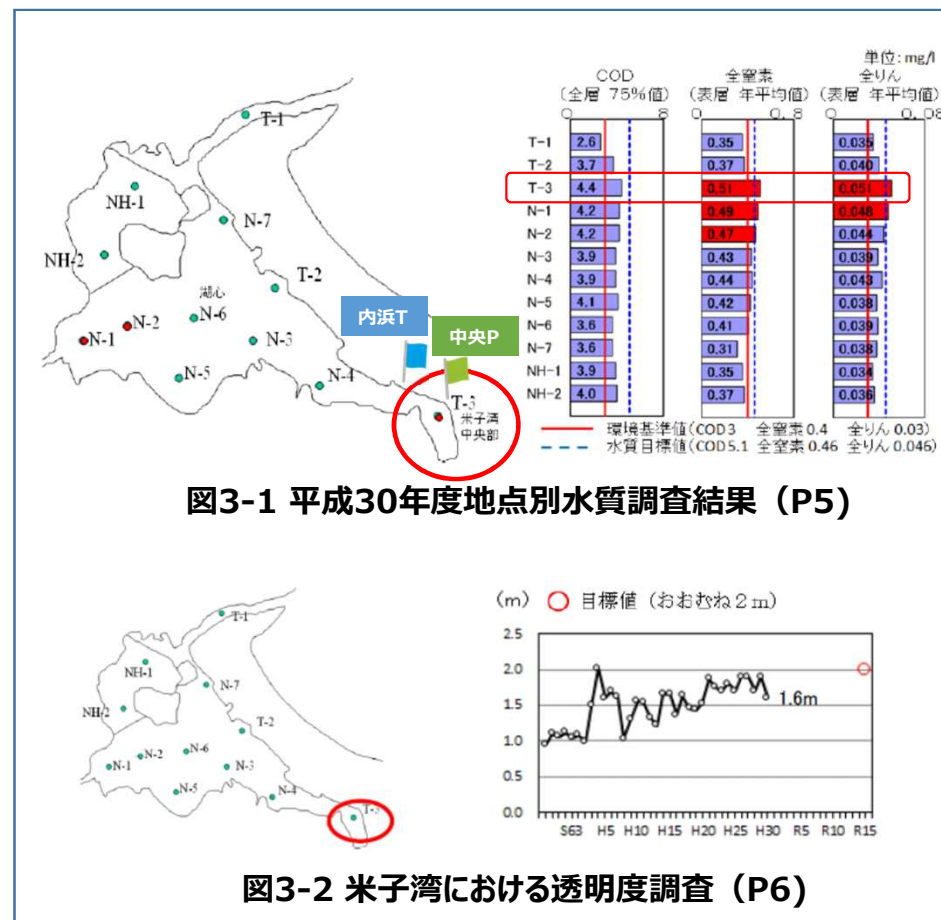 単位: mg/l
COD
(全層 75%値)
全窒素
(表層 年平均値)
全りん
(表層 年平均値)
0 8
0 0.8
0 0.08
T-1 2.6 0.35 0.035
T-2 3.7 0.37 0.040
T-3 4.4 0.51 0.051
N-1 4.2 0.49 0.048
N-2 4.2 0.47 0.044
N-3 3.9 0.43 0.039
N-4 3.9 0.44 0.043
N-5 4.1 0.42 0.038
N-6 3.6 0.41 0.039
N-7 3.6 0.31 0.038
NH-1 3.9 0.35 0.034
NH-2 4.0 0.37 0.036
環境基準値(COD3 全窒素0.4 全りん0.03)
水質目標値(COD5.1 全窒素0.46 全りん0.046)
T-1
NH-1
N-7
NH-2
T-2
湖心
N-6
N-2
N-1
N-3
N-5
N-4
内浜T
中央P
T-3
米子湾
中央部
図3-1 平成30年度地点別水質調査結果（P5)
T-1
NH-1
N-7
NH-2
T-2
N-6
N-2
N-1
N-3
N-5
N-4
T-3
(m) 目標値 (おおむね2m)
2.5
2.0
1.5
1.0
0.5
0.0
1.6m
S63 H5 H10 H15 H20 H25 H30 R5 R10 R15
図3-2 米子湾における透明度調査（P6)